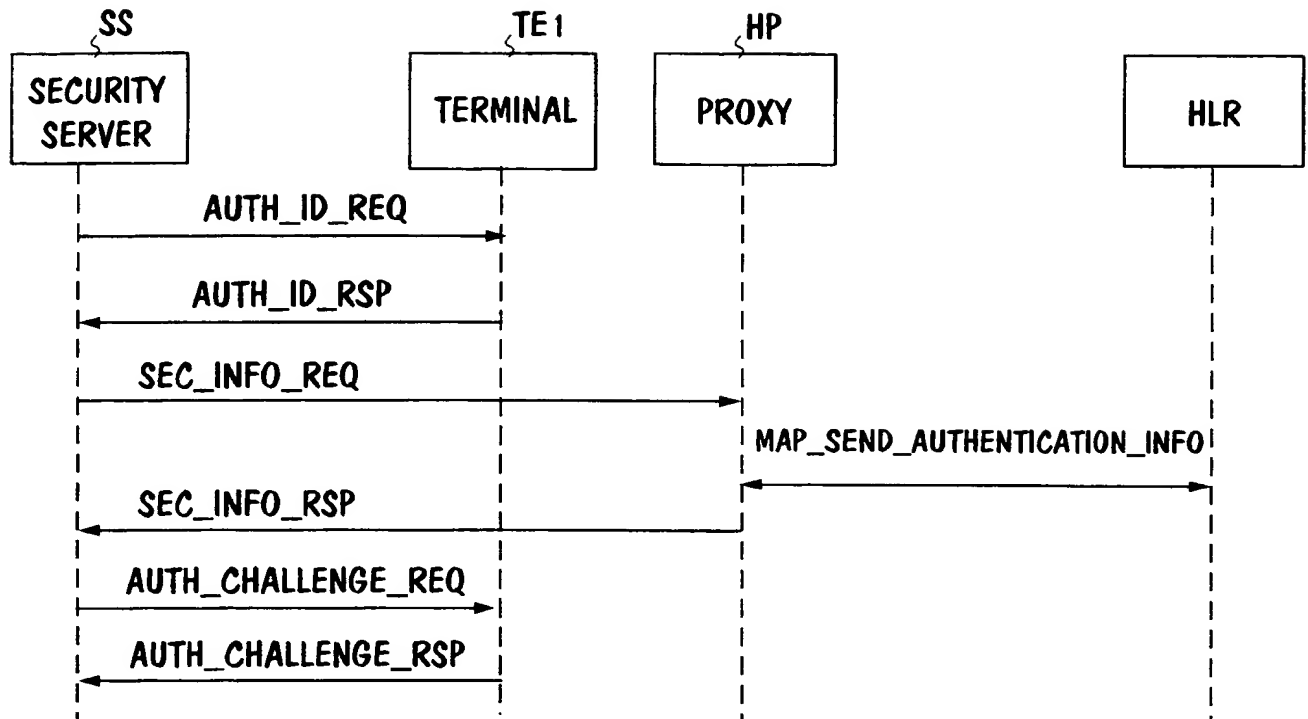 SS
TE1
HP
SECURITY
SERVER
TERMINAL
PROXY
HLR
AUTH_ID_REQ
AUTH_ID_RSP
SEC_INFO_REQ
MAP_SEND_AUTHENTICATION_INFO
SEC_INFO_RSP
AUTH_CHALLENGE_REQ
AUTH_CHALLENGE_RSP